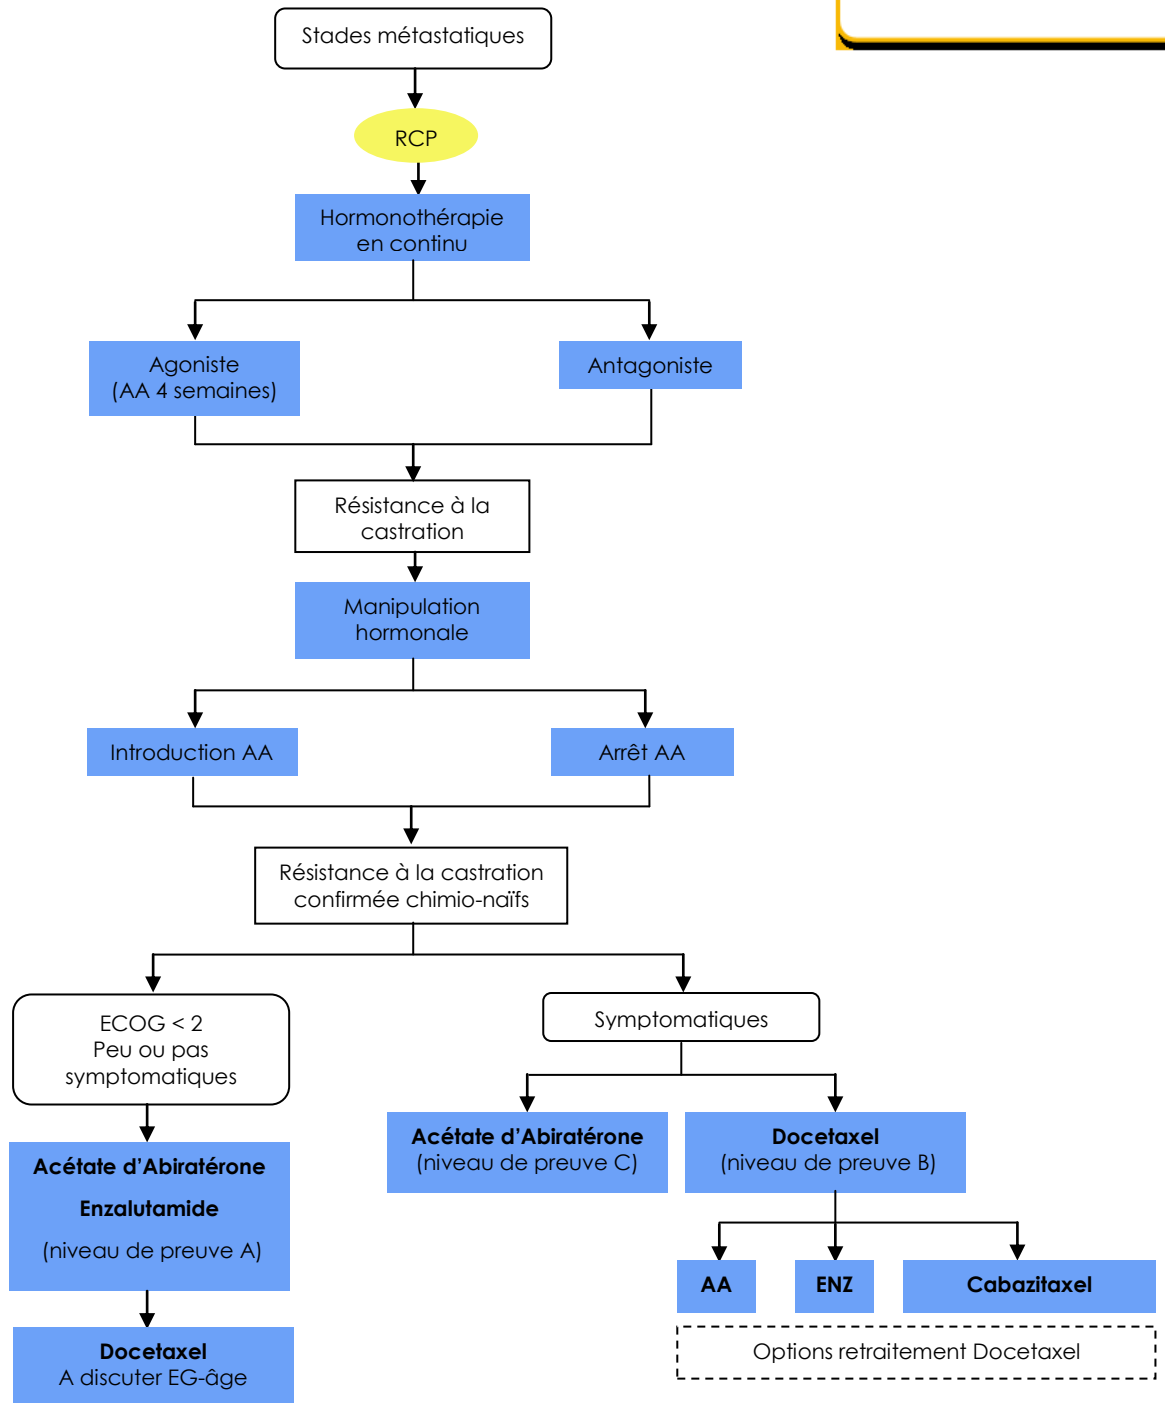 Stades métastatiques
RCP
Hormonothérapie
en continu
Agoniste
(AA 4 semaines)
Antagoniste
Résistance à la
castration
Manipulation
hormonale
Introduction AA
Arrêt AA
Résistance à la castration
confirmée chimio-naïfs
ECOG < 2
Peu ou pas
symptomatiques
Symptomatiques
Acétate d’Abiratérone
Enzalutamide
(niveau de preuve A)
Acétate d’Abiratérone
(niveau de preuve C)
Docetaxel
(niveau de preuve B)
AA
ENZ
Cabazitaxel
Docetaxel
A discuter EG-âge
Options retraitement Docetaxel